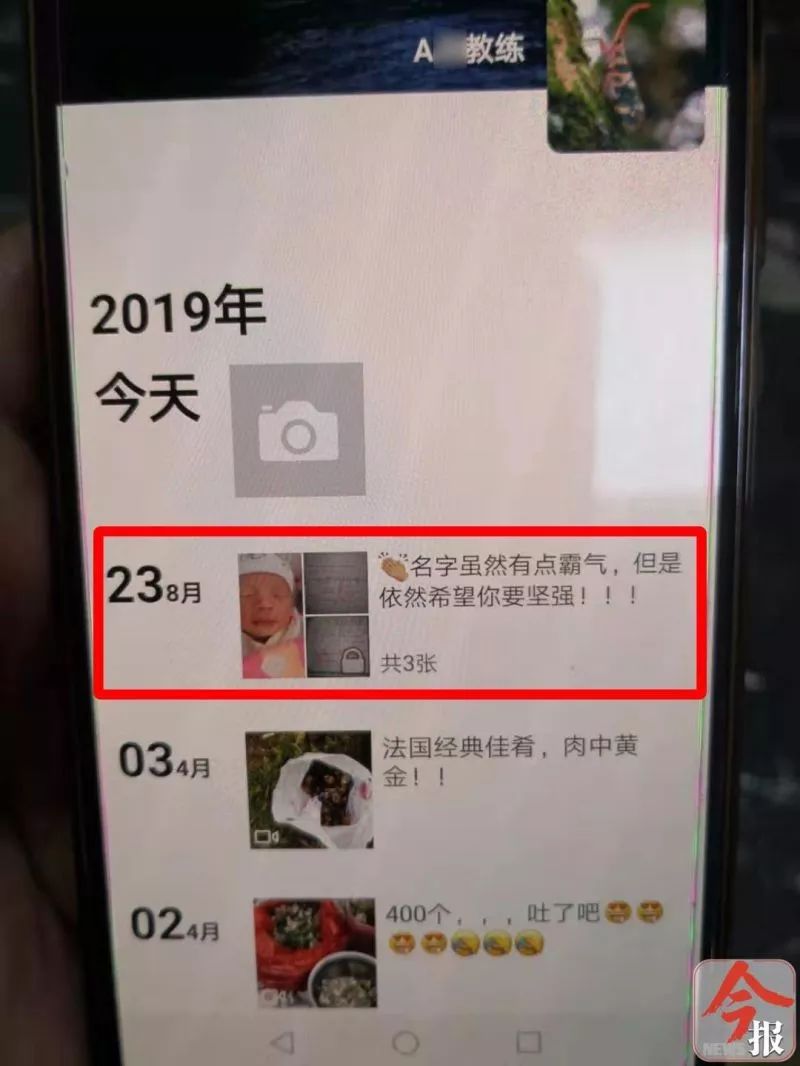 A 教练
2019年
今天
23 8月
👏名字虽然有点霸气，但是
依然希望你要坚强！！！
共3张
03 4月
法国经典佳肴，肉中黄
金！！
02 4月
400个，，，吐了吧😍😍
😍😍😂😂😂
今报
NEWS